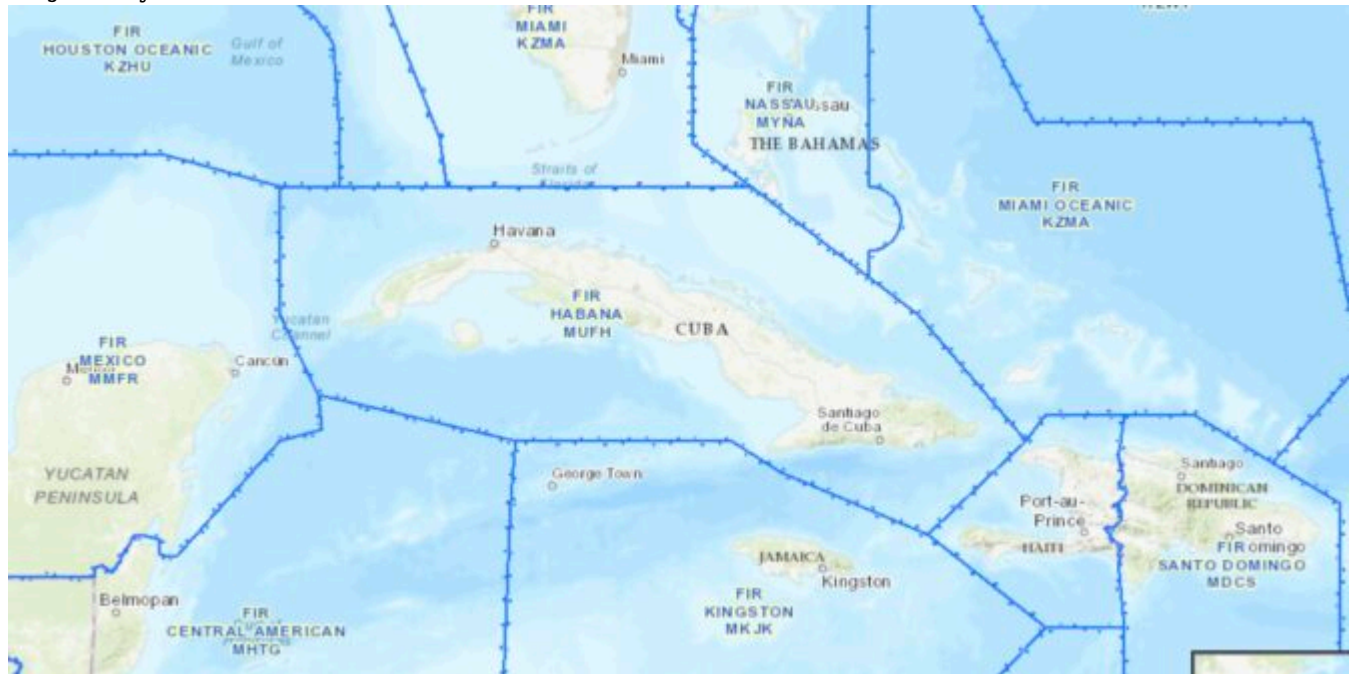 FIR
HOUSTON OCEANIC
KZHU
Gulf of
Mexico
FIR
MIAMI
KZMA
Miami
FIR
NASSAU
MYNA
THE BAHAMAS
Straits of
FIR
MIAMI OCEANIC
KZMA
Havana
FIR
HABANA
MUFH
CUBA
Yucatan
Channel
FIR
MEXICO
MMFR
Cancún
Santiago
de Cuba
YUCATAN
PENINSULA
George Town
Santiago
DOMINICAN
REPUBLIC
Port-au-
Prince
HAITI
Santo
FIR omingo
SANTO DOMINGO
MDCS
JAMAICA
Kingston
FIR
KINGSTON
MKJK
Belmopan
FIR
CENTRAL AMERICAN
MHTG